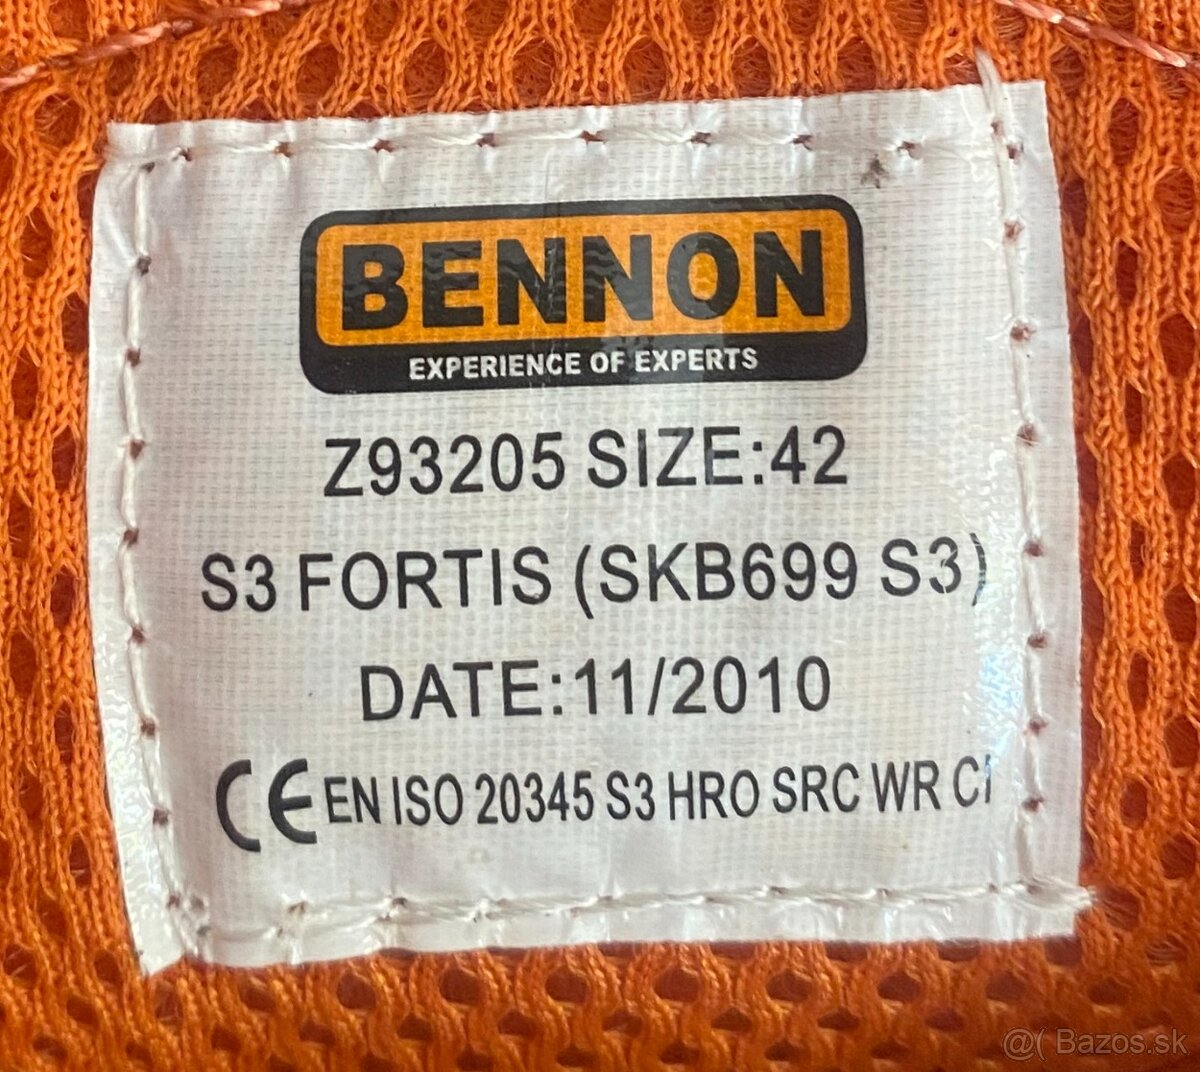 BENNON
EXPERIENCE OF EXPERTS
Z93205 SIZE:42
S3 FORTIS (SKB699 S3)
DATE:11/2010
CE EN ISO 20345 S3 HRO SRC WR CI
@( Bazos.sk